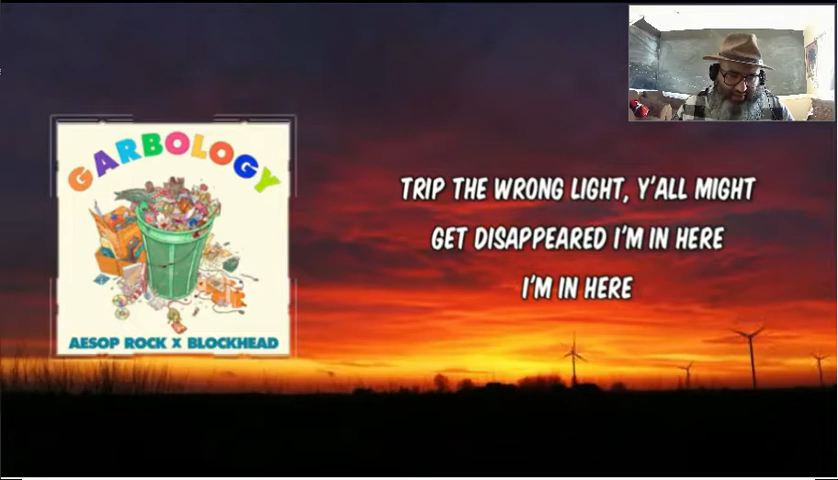 GARBOLOGY
AESOP ROCK X BLOCKHEAD
TRIP THE WRONG LIGHT, Y'ALL MIGHT
GET DISAPPEARED I'M IN HERE
I'M IN HERE